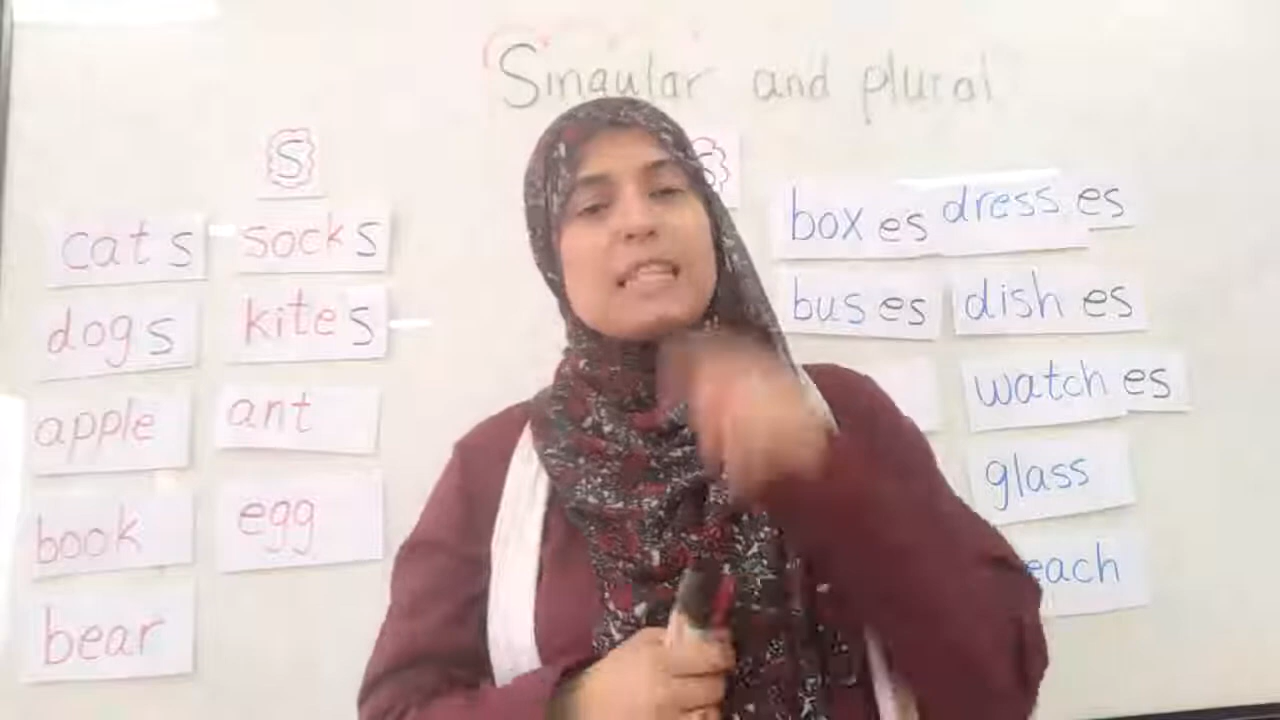 Singular and plural
s
s
cats
socks
dogs
kites
apple
ant
book
egg
bear
boxes
dresses
buses
dishes
watches
glass
each